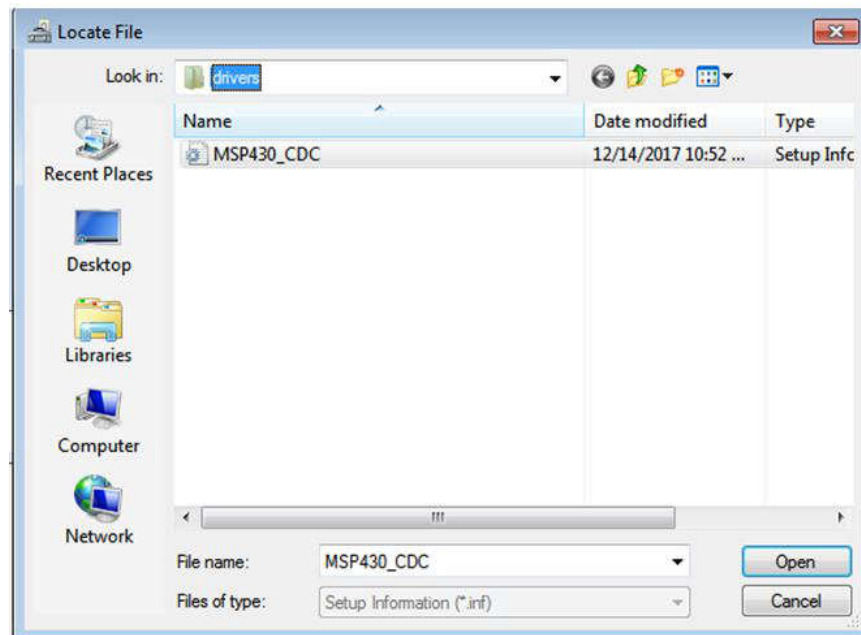 Locate File
Look in: drivers
Name Date modified Type
MSP430_CDC 12/14/2017 10:52 ... Setup Info
Recent Places
Desktop
Libraries
Computer
Network
File name: MSP430_CDC Open
Files of type: Setup Information (*.inf) Cancel